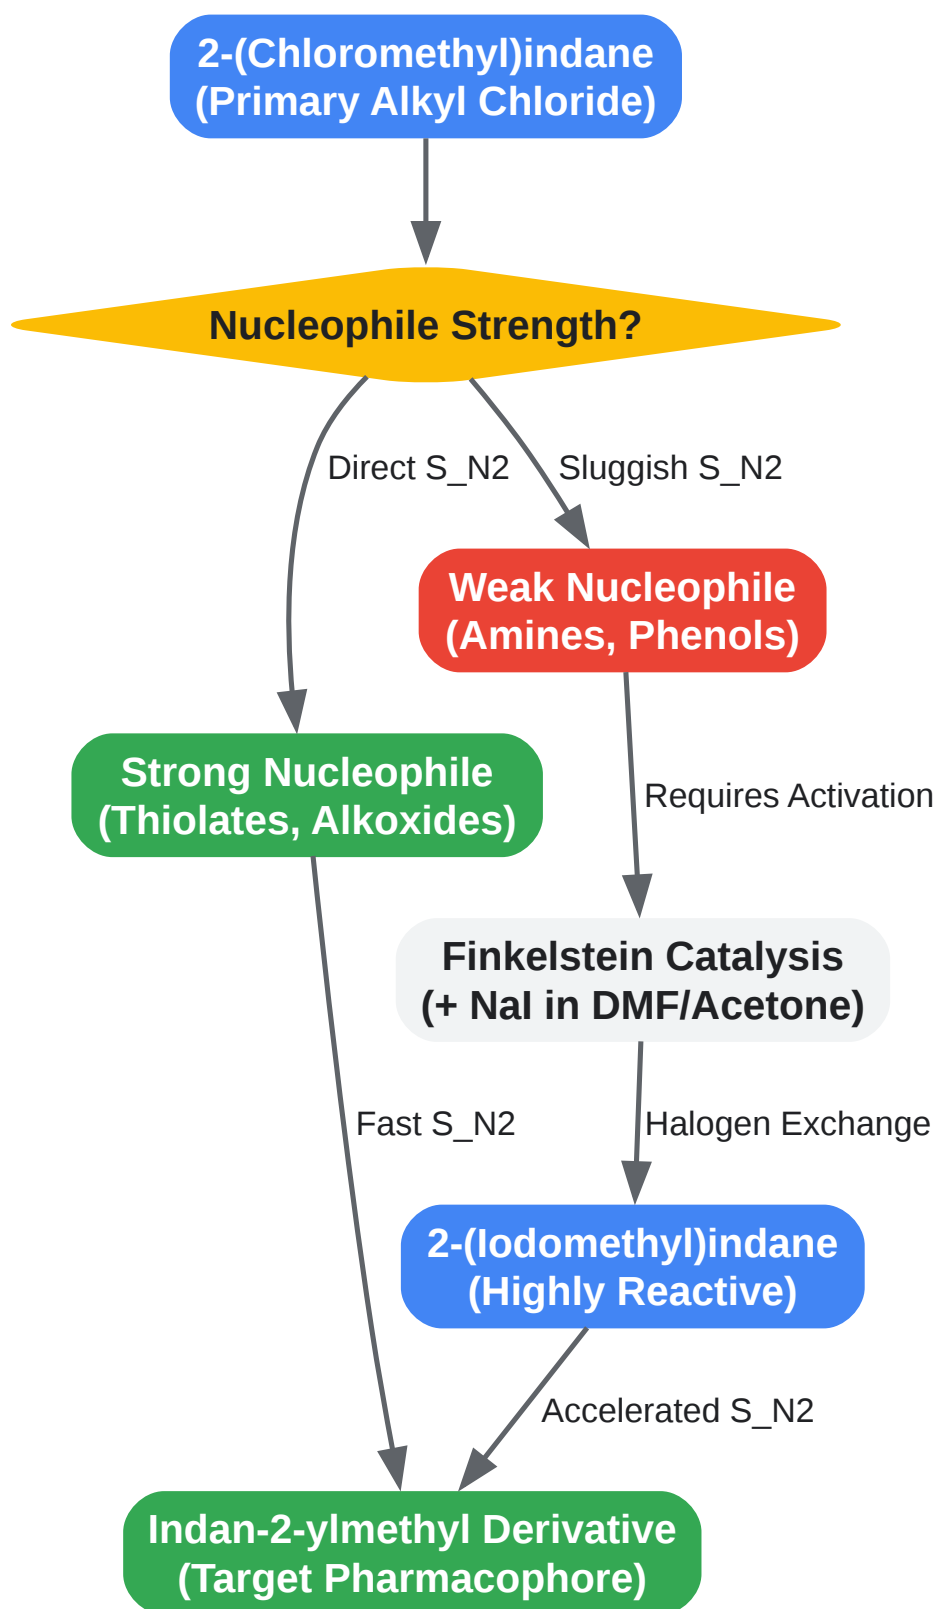 2-(Chloromethyl)indane
(Primary Alkyl Chloride)
Nucleophile Strength?
Direct S_N2
Sluggish S_N2
Weak Nucleophile
(Amines, Phenols)
Strong Nucleophile
(Thiolates, Alkoxides)
Requires Activation
Finkelstein Catalysis
(+ NaI in DMF/Acetone)
Fast S_N2
Halogen Exchange
2-(Iodomethyl)indane
(Highly Reactive)
Accelerated S_N2
Indan-2-ylmethyl Derivative
(Target Pharmacophore)